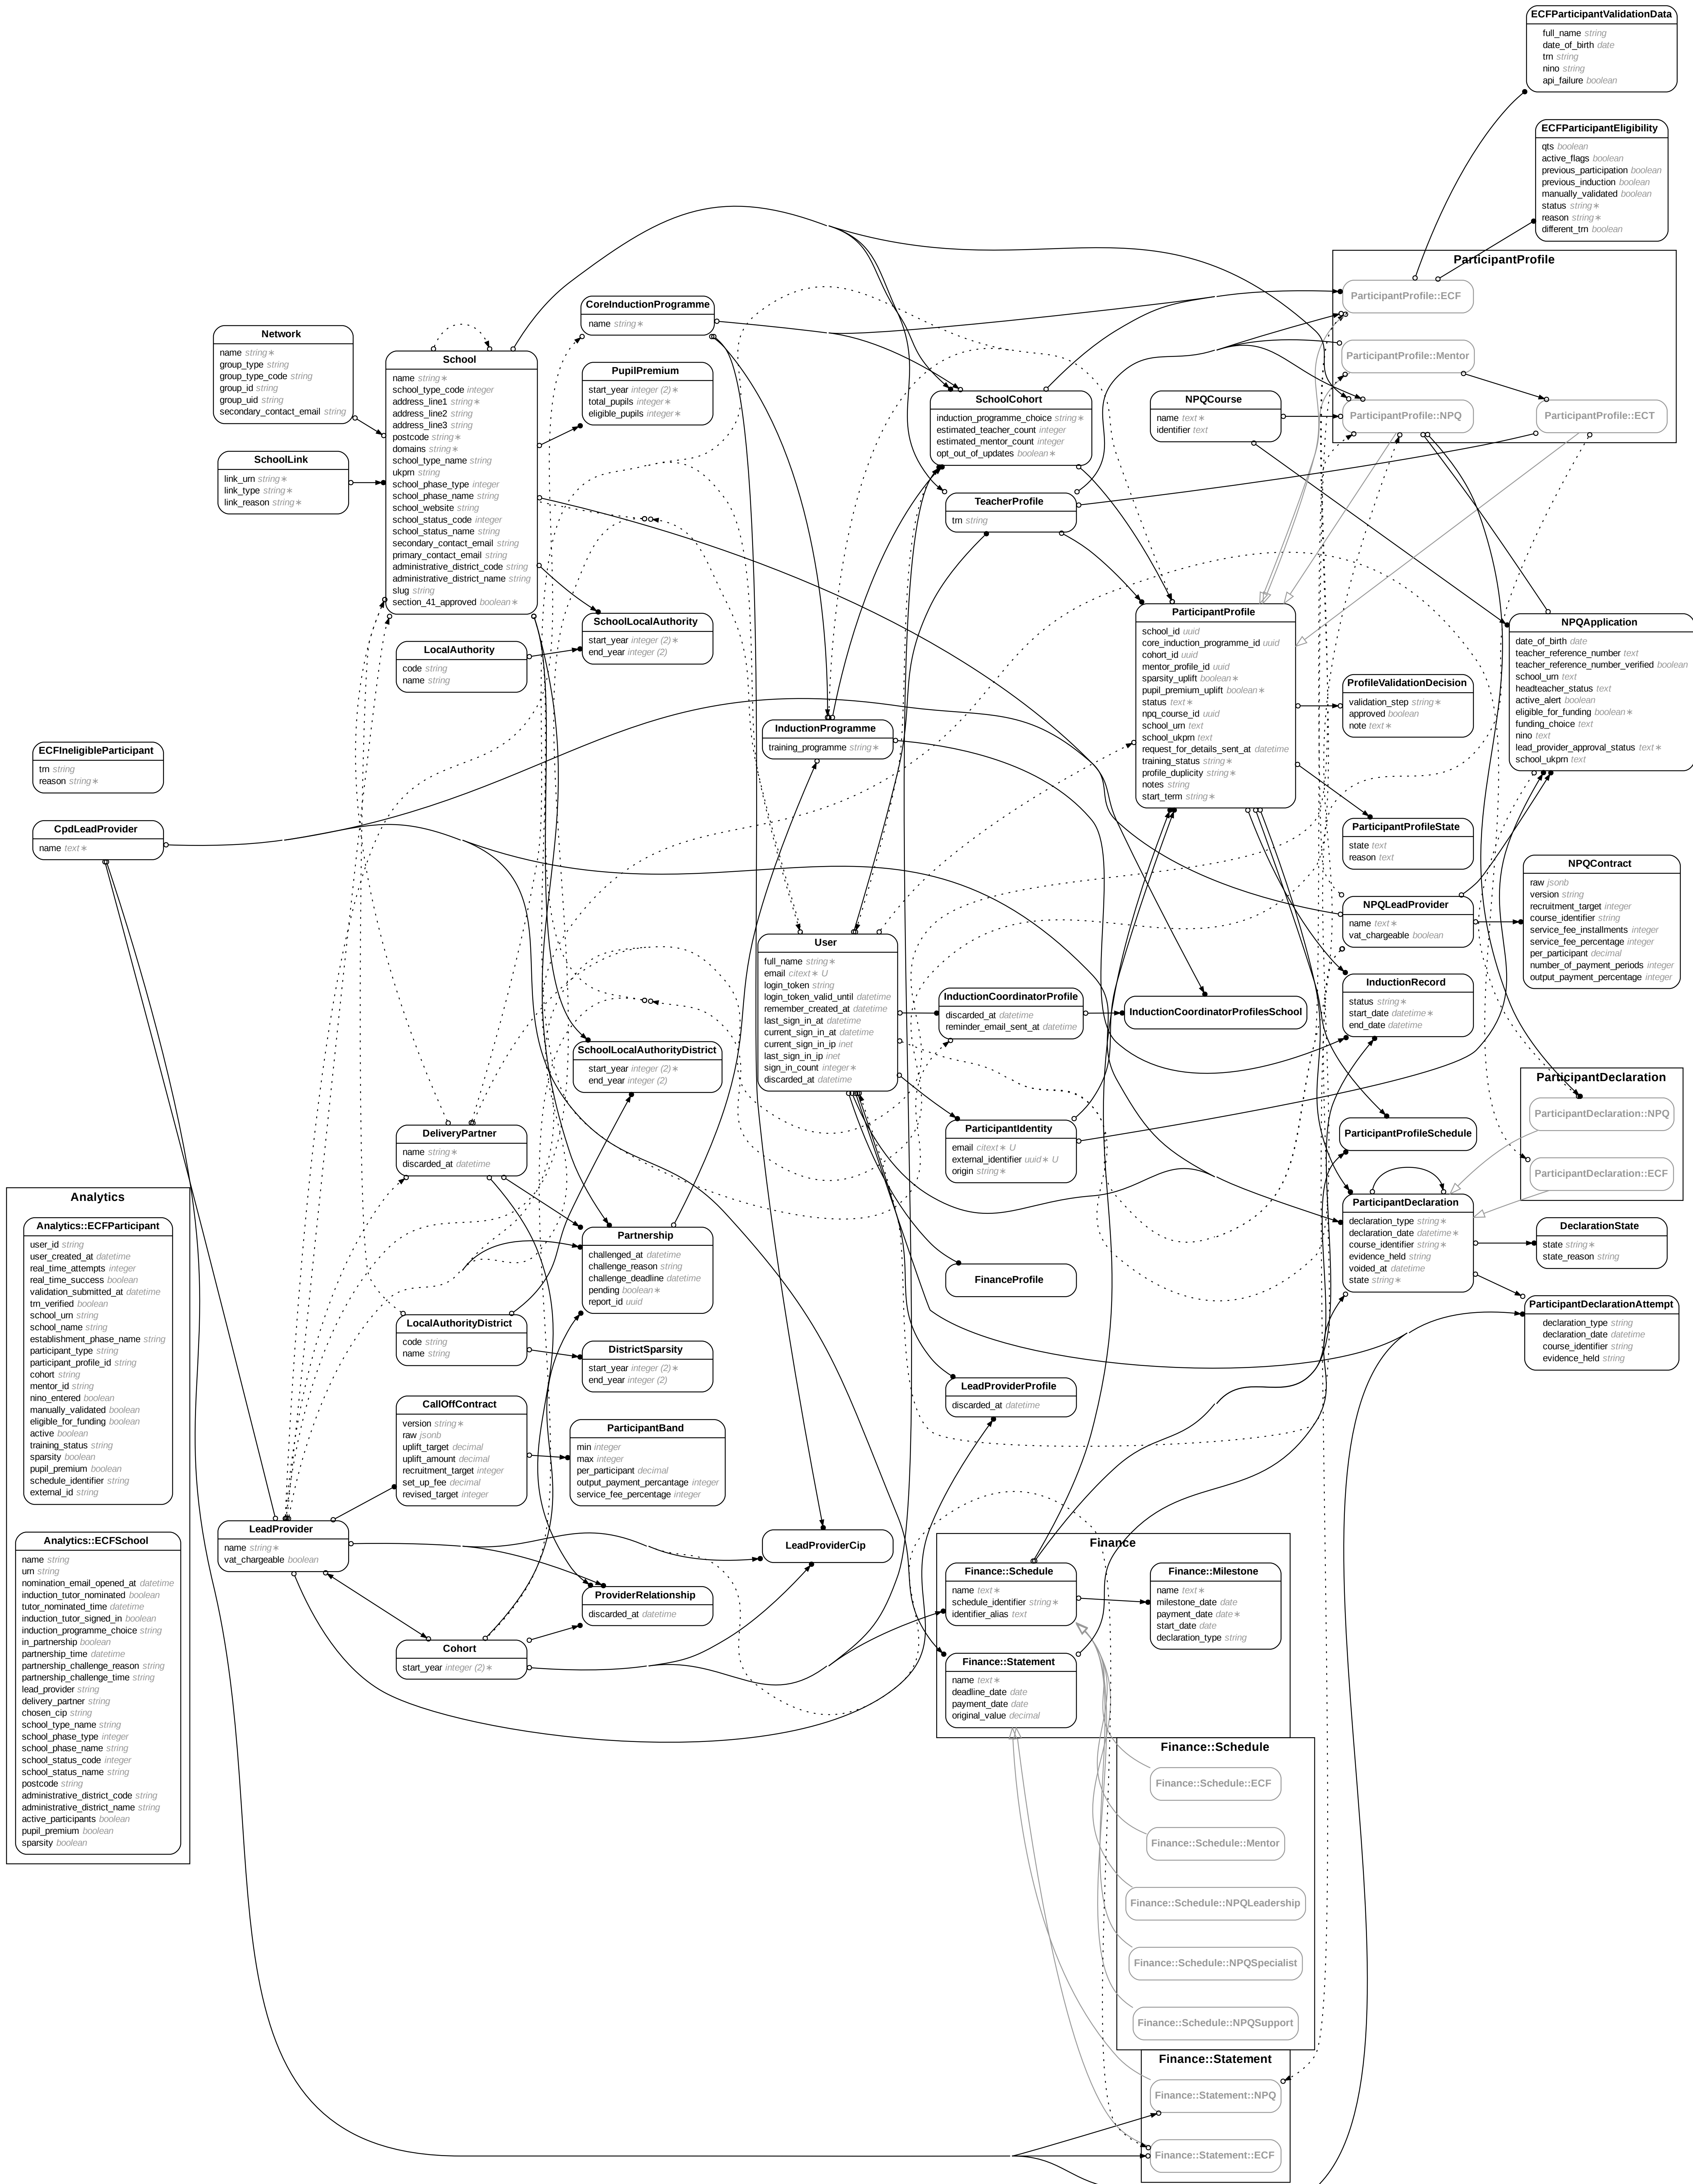 ECFParticipantValidationData
full_name string
date_of_birth date
trn string
nino string
api_failure boolean
ECFParticipantEligibility
qts boolean
active_flags boolean
previous_participation boolean
previous_induction boolean
manually_validated boolean
status string∗
reason string∗
different_trn boolean
ParticipantProfile
ParticipantProfile::ECF
ParticipantProfile::Mentor
ParticipantProfile::NPQ
ParticipantProfile::ECT
CoreInductionProgramme
name string∗
Network
name string∗
group_type string
group_type_code string
group_id string
group_uid string
secondary_contact_email string
School
name string∗
school_type_code integer
address_line1 string∗
address_line2 string
address_line3 string
postcode string∗
domains string∗
school_type_name string
ukprn string
school_phase_type integer
school_phase_name string
school_website string
school_status_code integer
school_status_name string
secondary_contact_email string
primary_contact_email string
administrative_district_code string
administrative_district_name string
slug string
section_41_approved boolean∗
PupilPremium
start_year integer (2)∗
total_pupils integer∗
eligible_pupils integer∗
SchoolCohort
induction_programme_choice string∗
estimated_teacher_count integer
estimated_mentor_count integer
opt_out_of_updates boolean∗
NPQCourse
name text∗
identifier text
SchoolLink
link_urn string∗
link_type string∗
link_reason string∗
TeacherProfile
trn string
ParticipantProfile
school_id uuid
core_induction_programme_id uuid
cohort_id uuid
mentor_profile_id uuid
sparsity_uplift boolean∗
pupil_premium_uplift boolean∗
status text∗
npq_course_id uuid
school_urn text
school_ukprn text
request_for_details_sent_at datetime
training_status string∗
profile_duplicity string∗
notes string
start_term string∗
NPQApplication
date_of_birth date
teacher_reference_number text
teacher_reference_number_verified boolean
school_urn text
headteacher_status text
active_alert boolean
eligible_for_funding boolean∗
funding_choice text
nino text
lead_provider_approval_status text∗
school_ukprn text
SchoolLocalAuthority
start_year integer (2)∗
end_year integer (2)
LocalAuthority
code string
name string
ProfileValidationDecision
validation_step string∗
approved boolean
note text∗
InductionProgramme
training_programme string∗
ECFIneligibleParticipant
trn string
reason string∗
CpdLeadProvider
name text∗
ParticipantProfileState
state text
reason text
NPQContract
raw jsonb
version string
recruitment_target integer
course_identifier string
service_fee_installments integer
service_fee_percentage integer
per_participant decimal
number_of_payment_periods integer
output_payment_percentage integer
NPQLeadProvider
name text∗
vat_chargeable boolean
User
full_name string∗
email citext∗ U
login_token string
login_token_valid_until datetime
remember_created_at datetime
last_sign_in_at datetime
current_sign_in_at datetime
current_sign_in_ip inet
last_sign_in_ip inet
sign_in_count integer∗
discarded_at datetime
InductionRecord
status string∗
start_date datetime∗
end_date datetime
InductionCoordinatorProfile
discarded_at datetime
reminder_email_sent_at datetime
InductionCoordinatorProfilesSchool
SchoolLocalAuthorityDistrict
start_year integer (2)∗
end_year integer (2)
ParticipantDeclaration
ParticipantDeclaration::NPQ
ParticipantDeclaration::ECF
DeliveryPartner
name string∗
discarded_at datetime
ParticipantIdentity
email citext∗ U
external_identifier uuid∗ U
origin string∗
ParticipantProfileSchedule
ParticipantDeclaration
declaration_type string∗
declaration_date datetime∗
course_identifier string∗
evidence_held string
voided_at datetime
state string∗
DeclarationState
state string∗
state_reason string
ParticipantDeclarationAttempt
declaration_type string
declaration_date datetime
course_identifier string
evidence_held string
Analytics
Analytics::ECFParticipant
user_id string
user_created_at datetime
real_time_attempts integer
real_time_success boolean
validation_submitted_at datetime
trn_verified boolean
school_urn string
school_name string
establishment_phase_name string
participant_type string
participant_profile_id string
cohort string
mentor_id string
nino_entered boolean
manually_validated boolean
eligible_for_funding boolean
active boolean
training_status string
sparsity boolean
pupil_premium boolean
schedule_identifier string
external_id string
Analytics::ECFSchool
name string
urn string
nomination_email_opened_at datetime
induction_tutor_nominated boolean
tutor_nominated_time datetime
induction_tutor_signed_in boolean
induction_programme_choice string
in_partnership boolean
partnership_time datetime
partnership_challenge_reason string
partnership_challenge_time string
lead_provider string
delivery_partner string
chosen_cip string
school_type_name string
school_phase_type integer
school_phase_name string
school_status_code integer
school_status_name string
postcode string
administrative_district_code string
administrative_district_name string
active_participants boolean
pupil_premium boolean
sparsity boolean
Partnership
challenged_at datetime
challenge_reason string
challenge_deadline datetime
pending boolean∗
report_id uuid
FinanceProfile
LocalAuthorityDistrict
code string
name string
DistrictSparsity
start_year integer (2)∗
end_year integer (2)
LeadProviderProfile
discarded_at datetime
CallOffContract
version string∗
raw jsonb
uplift_target decimal
uplift_amount decimal
recruitment_target integer
set_up_fee decimal
revised_target integer
ParticipantBand
min integer
max integer
per_participant decimal
output_payment_percantage integer
service_fee_percentage integer
LeadProvider
name string∗
vat_chargeable boolean
LeadProviderCip
ProviderRelationship
discarded_at datetime
Cohort
start_year integer (2)∗
Finance
Finance::Schedule
name text∗
schedule_identifier string∗
identifier_alias text
Finance::Milestone
name text∗
milestone_date date
payment_date date∗
start_date date
declaration_type string
Finance::Statement
name text∗
deadline_date date
payment_date date
original_value decimal
Finance::Schedule
Finance::Schedule::ECF
Finance::Schedule::Mentor
Finance::Schedule::NPQLeadership
Finance::Schedule::NPQSpecialist
Finance::Schedule::NPQSupport
Finance::Statement
Finance::Statement::NPQ
Finance::Statement::ECF